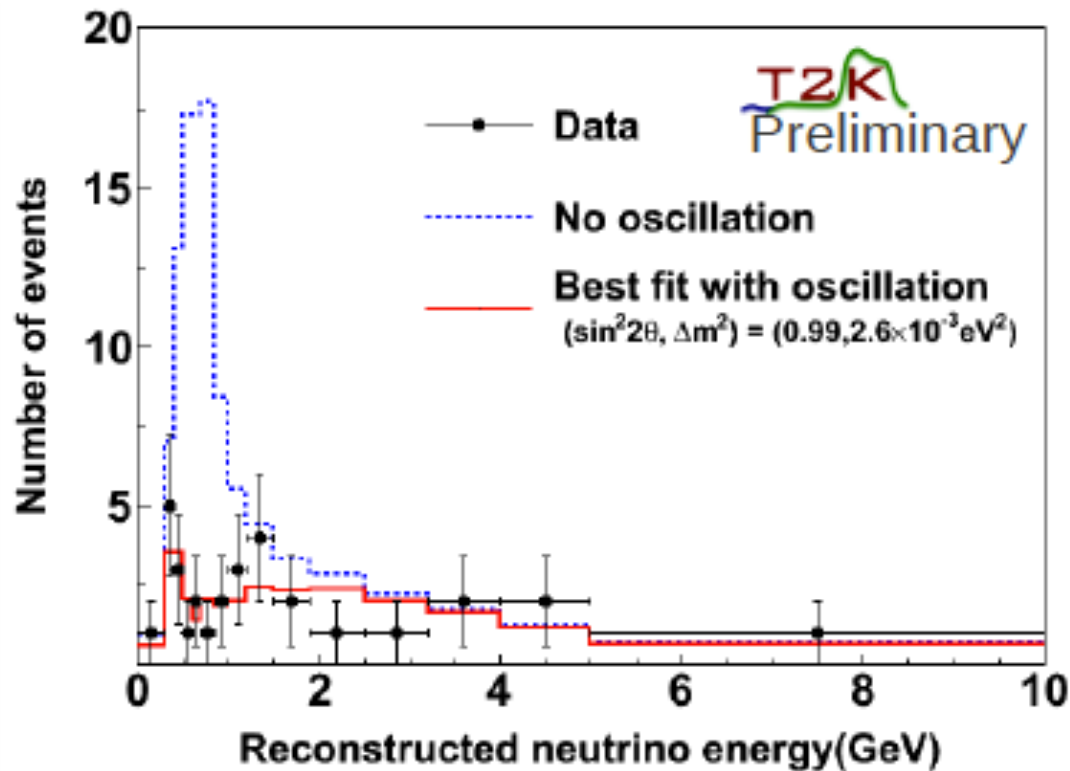 20
15
10
5
Number of events
T2K
Preliminary
Data
No oscillation
Best fit with oscillation
(sin²2θ, Δm²) = (0.99,2.6×10⁻³eV²)
0 2 4 6 8 10
Reconstructed neutrino energy(GeV)